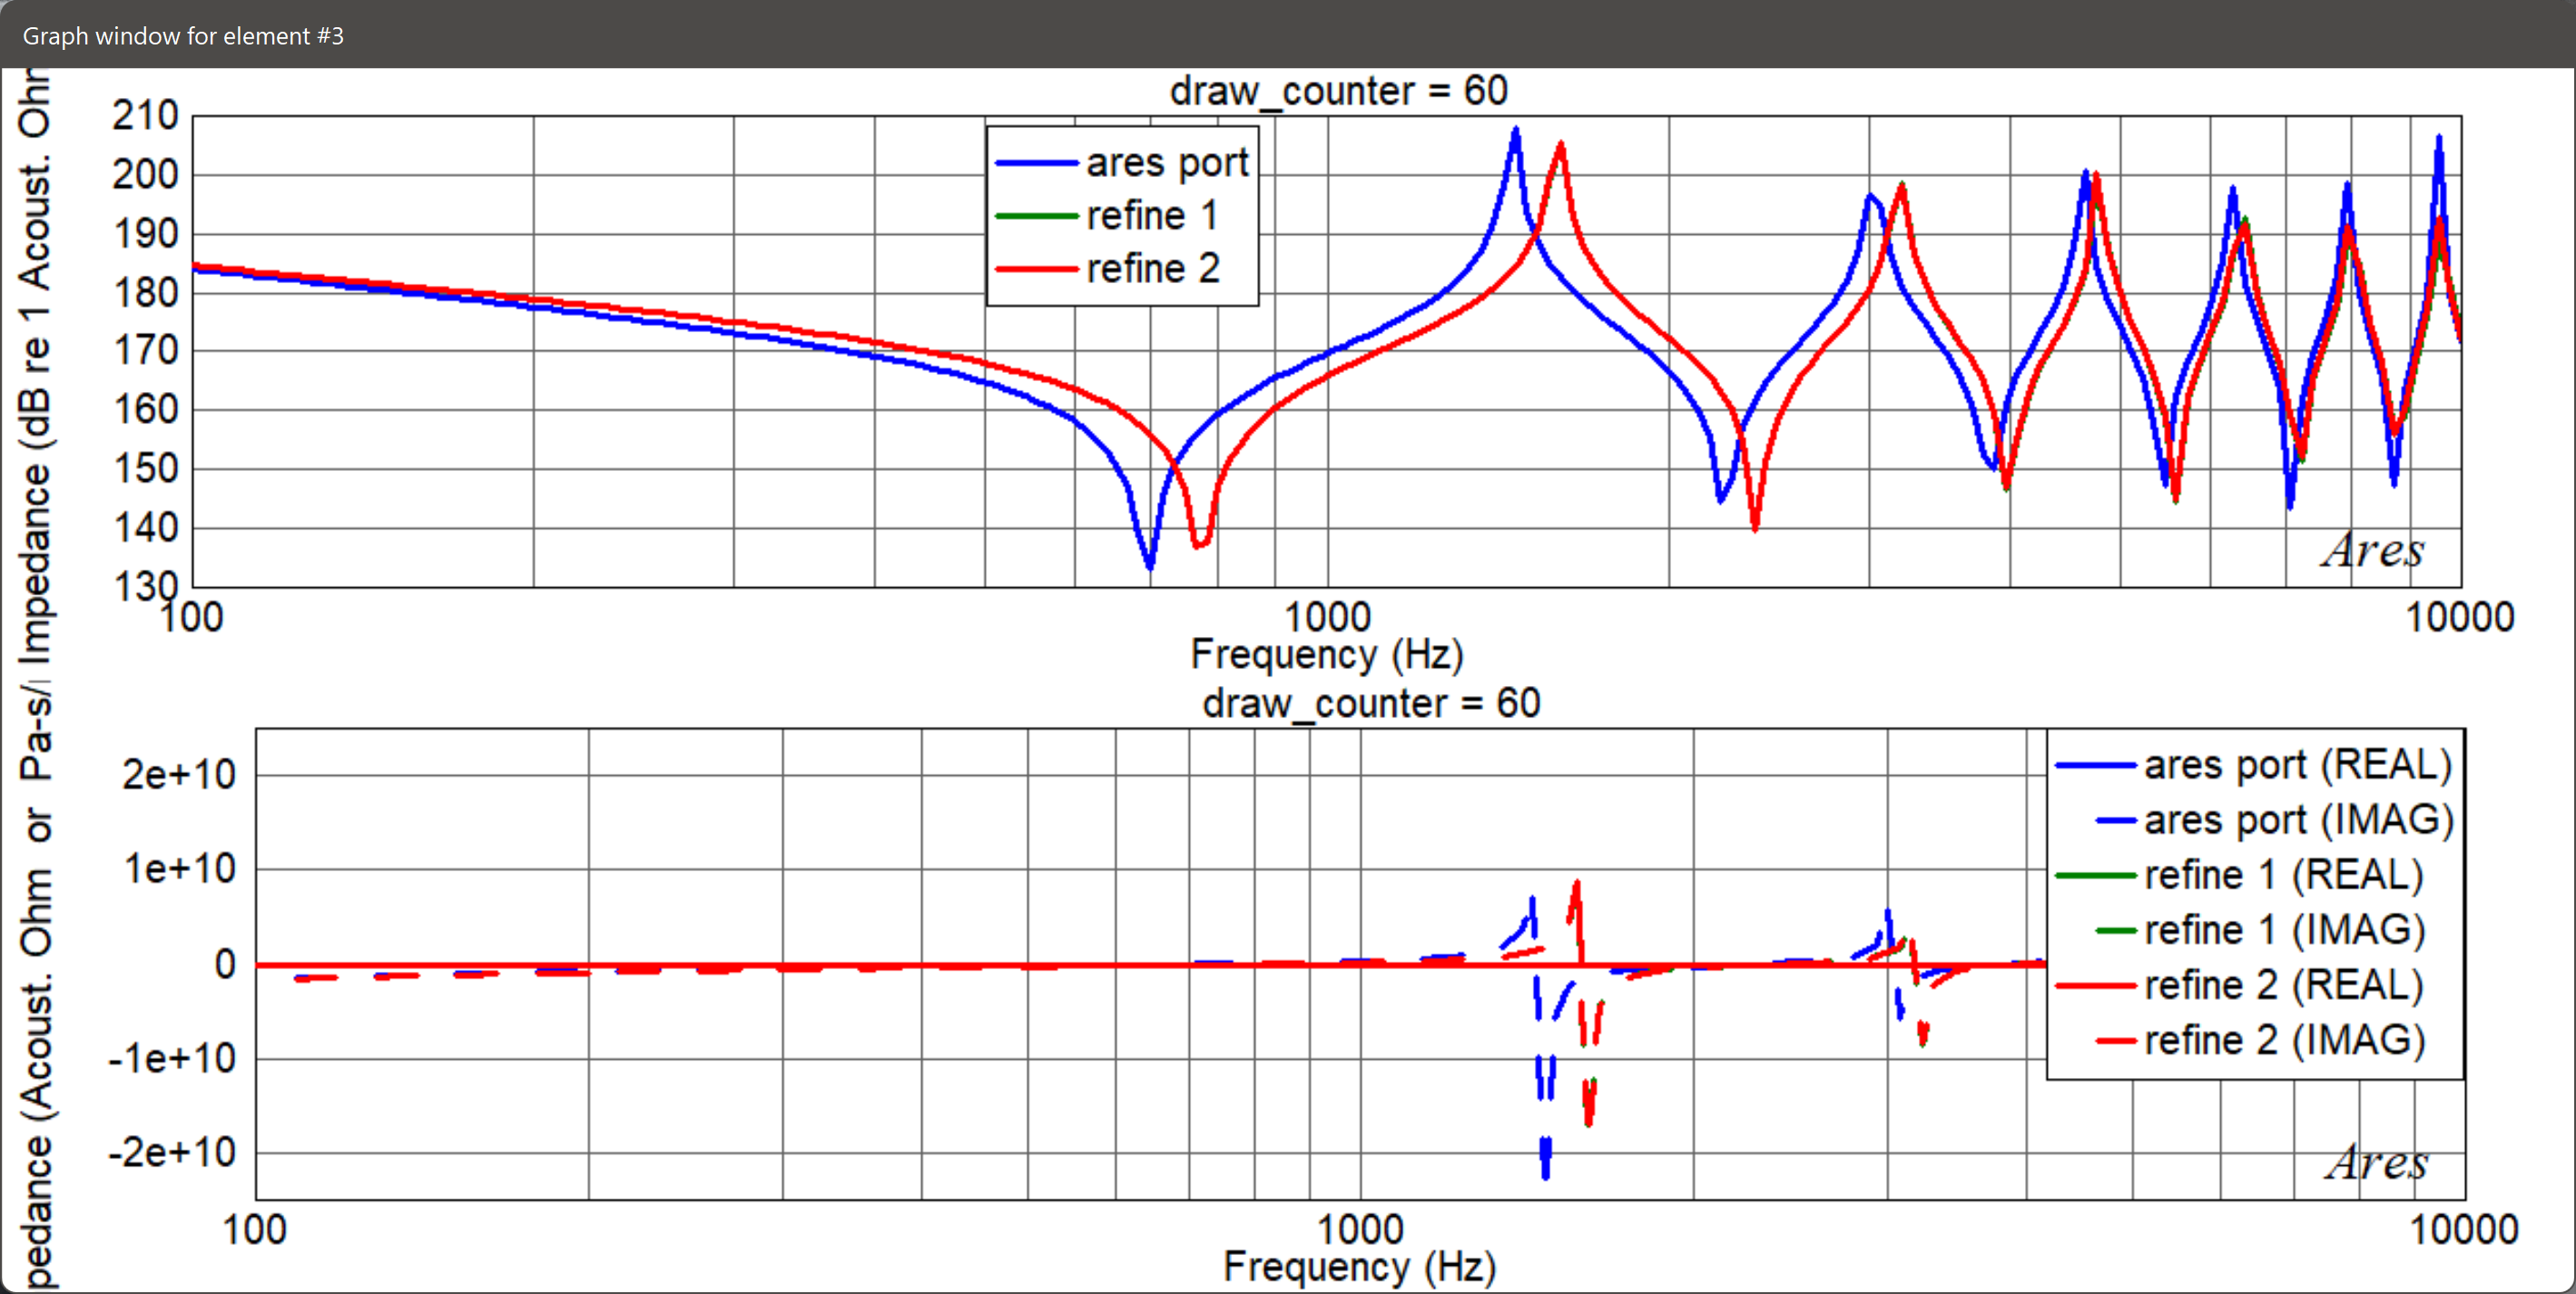 Graph window for element #3
draw_counter = 60
Impedance (dB re 1 Acoust. Ohm
210
200
190
180
170
160
150
140
130
ares port
refine 1
refine 2
Ares
100
1000
10000
Frequency (Hz)
draw_counter = 60
pedance (Acoust. Ohm or Pa-s/
2e+10
1e+10
0
-1e+10
-2e+10
ares port (REAL)
ares port (IMAG)
refine 1 (REAL)
refine 1 (IMAG)
refine 2 (REAL)
refine 2 (IMAG)
Ares
100
1000
10000
Frequency (Hz)